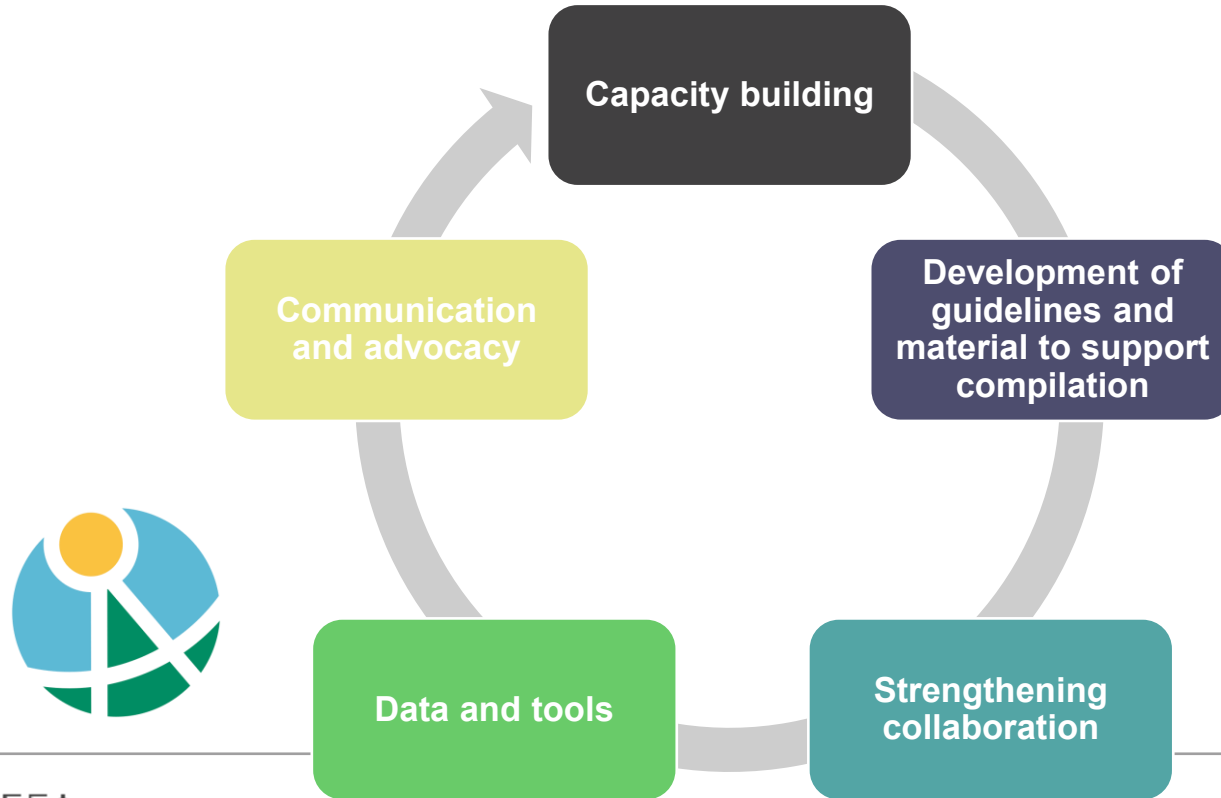 Capacity building
Development of
guidelines and
material to support
compilation
Strengthening
collaboration
Data and tools
Communication
and advocacy